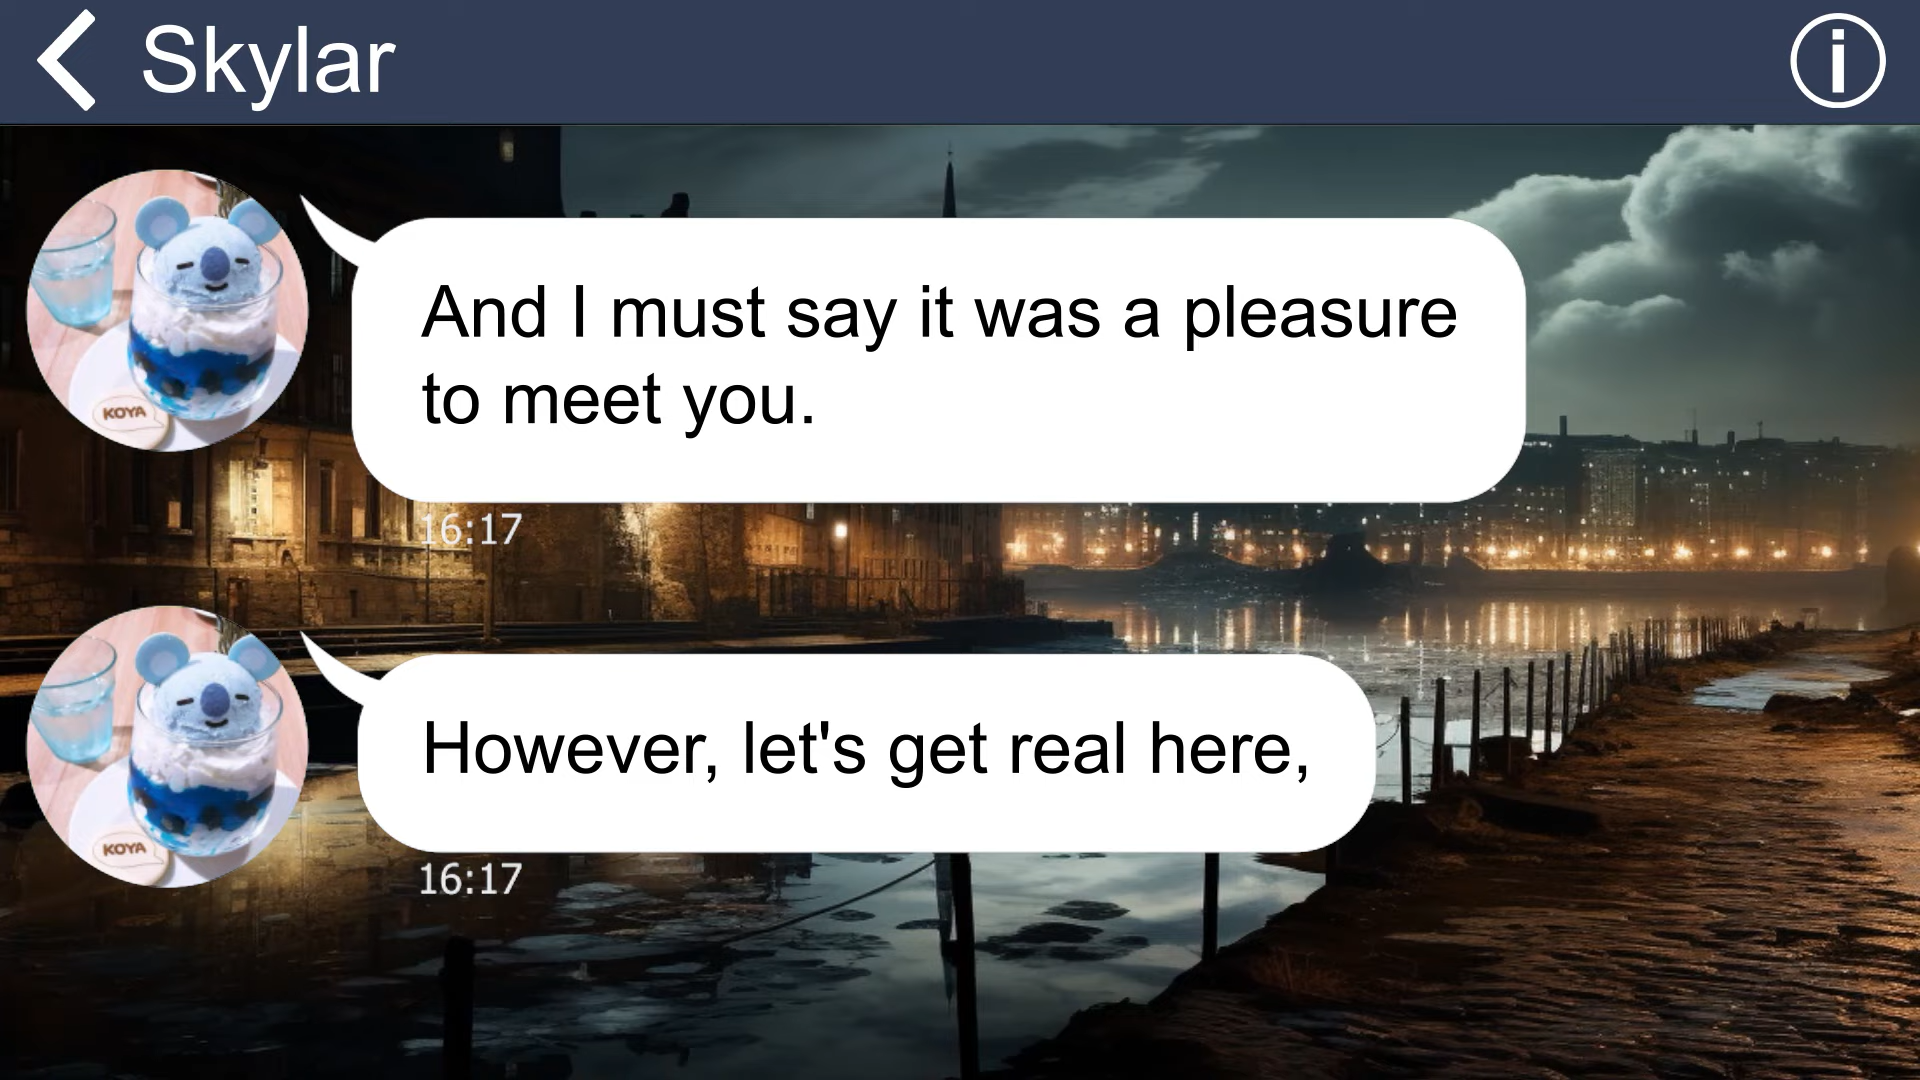 Skylar
And I must say it was a pleasure
to meet you.
KOYA
16:17
However, let's get real here,
KOYA
16:17